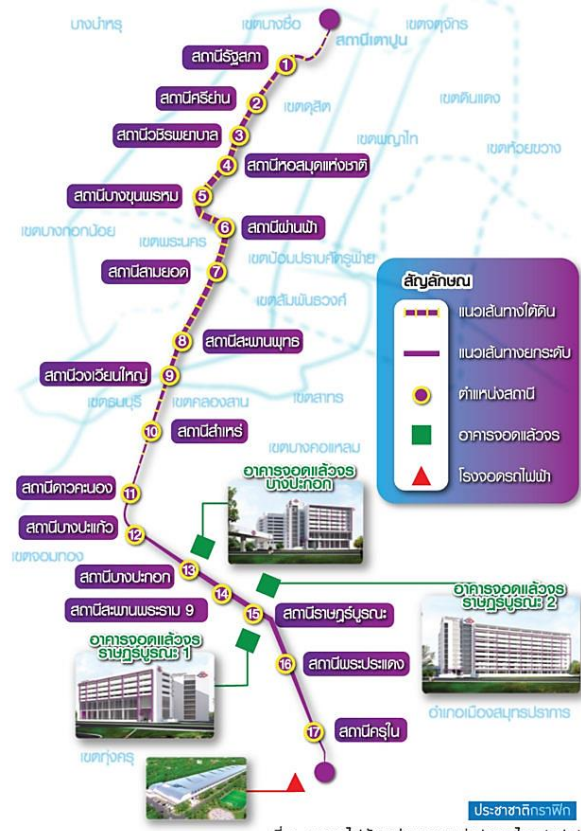 บางบำหรุ
เขตบางซื่อ
เขตจตุจักร
สถานีเตาปูน
สถานีรัฐสภา
1
สถานีศรีย่าน
2
เขตดุสิต
เขตดินแดง
สถานีวชิรพยาบาล
3
เขตพญาไท
เขตห้วยขวาง
4
สถานีหอสมุดแห่งชาติ
สถานีบางขุนพรหม
5
เขตบางกอกน้อย
เขตพระนคร
6
สถานีผ่านฟ้า
เขตป้อมปราบศัตรูพ่าย
สถานีสามยอด
7
เขตสัมพันธวงศ์
8
สถานีสะพานพุทธ
สถานีวงเวียนใหญ่
9
เขตธนบุรี
เขตคลองสาน
เขตสาทร
10
สถานีสำเหร่
เขตบางคอแหลม
สัญลักษณ
แนวเส้นทางใต้ดิน
แนวเส้นทางยกระดับ
ตำแหน่งสถานี
อาคารจอดแล้วจร
โรงจอดรถไฟฟ้า
สถานีดาวคะนอง
11
อาคารจอดแล้วจร
บางปะกอก
สถานีบางปะแก้ว
12
เขตจอมทอง
สถานีบางปะกอก
13
14
สถานีสะพานพระราม 9
15
สถานีราษฎร์บูรณะ
อาคารจอดแล้วจร
ราษฎร์บูรณะ 2
อาคารจอดแล้วจร
ราษฎร์บูรณะ 1
16
สถานีพระประแดง
อำเภอเมืองสมุทรปราการ
17
สถานีครุใน
เขตทุ่งครุ
ประชาชาติกราฟิก